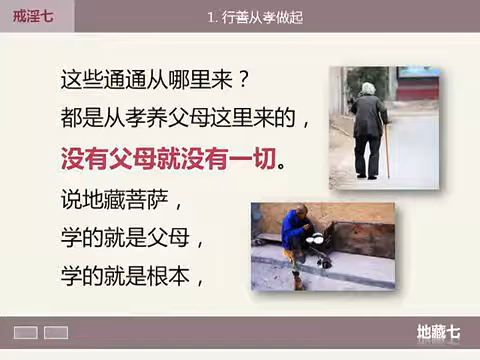 戒淫七
1. 行善从孝做起
这些通通从哪里来？
都是从孝养父母这里来的，
没有父母就没有一切。
说地藏菩萨，
学的就是父母，
学的就是根本，
地藏七